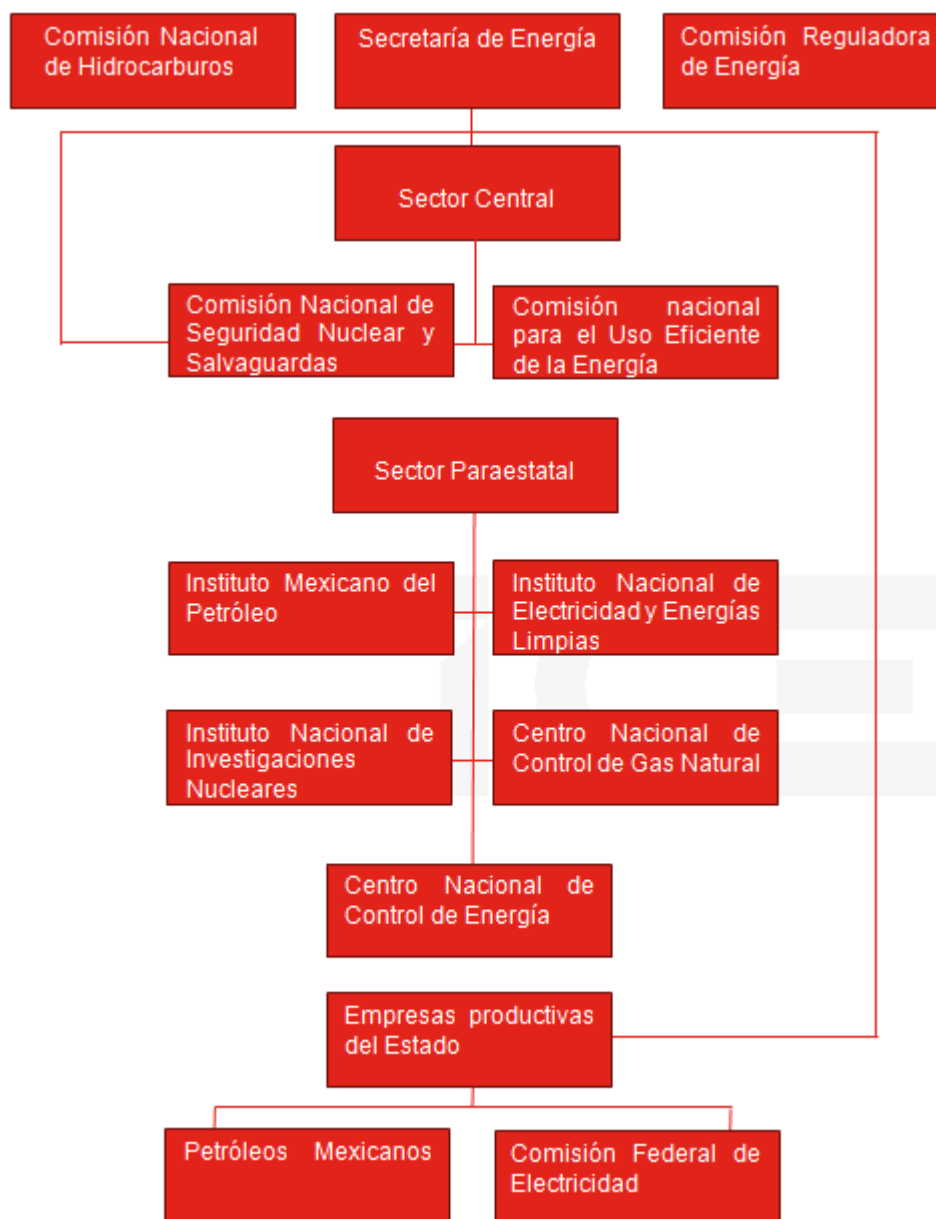 Comisión Nacional
de Hidrocarburos
Secretaría de Energía
Comisión Reguladora
de Energía
Sector Central
Comisión Nacional de
Seguridad Nuclear y
Salvaguardas
Comisión nacional
para el Uso Eficiente
de la Energía
Sector Paraestatal
Instituto Mexicano del
Petróleo
Instituto Nacional de
Electricidad y Energías
Limpias
Instituto Nacional de
Investigaciones
Nucleares
Centro Nacional de
Control de Gas Natural
Centro Nacional de
Control de Energía
Empresas productivas
del Estado
Petróleos Mexicanos
Comisión Federal de
Electricidad